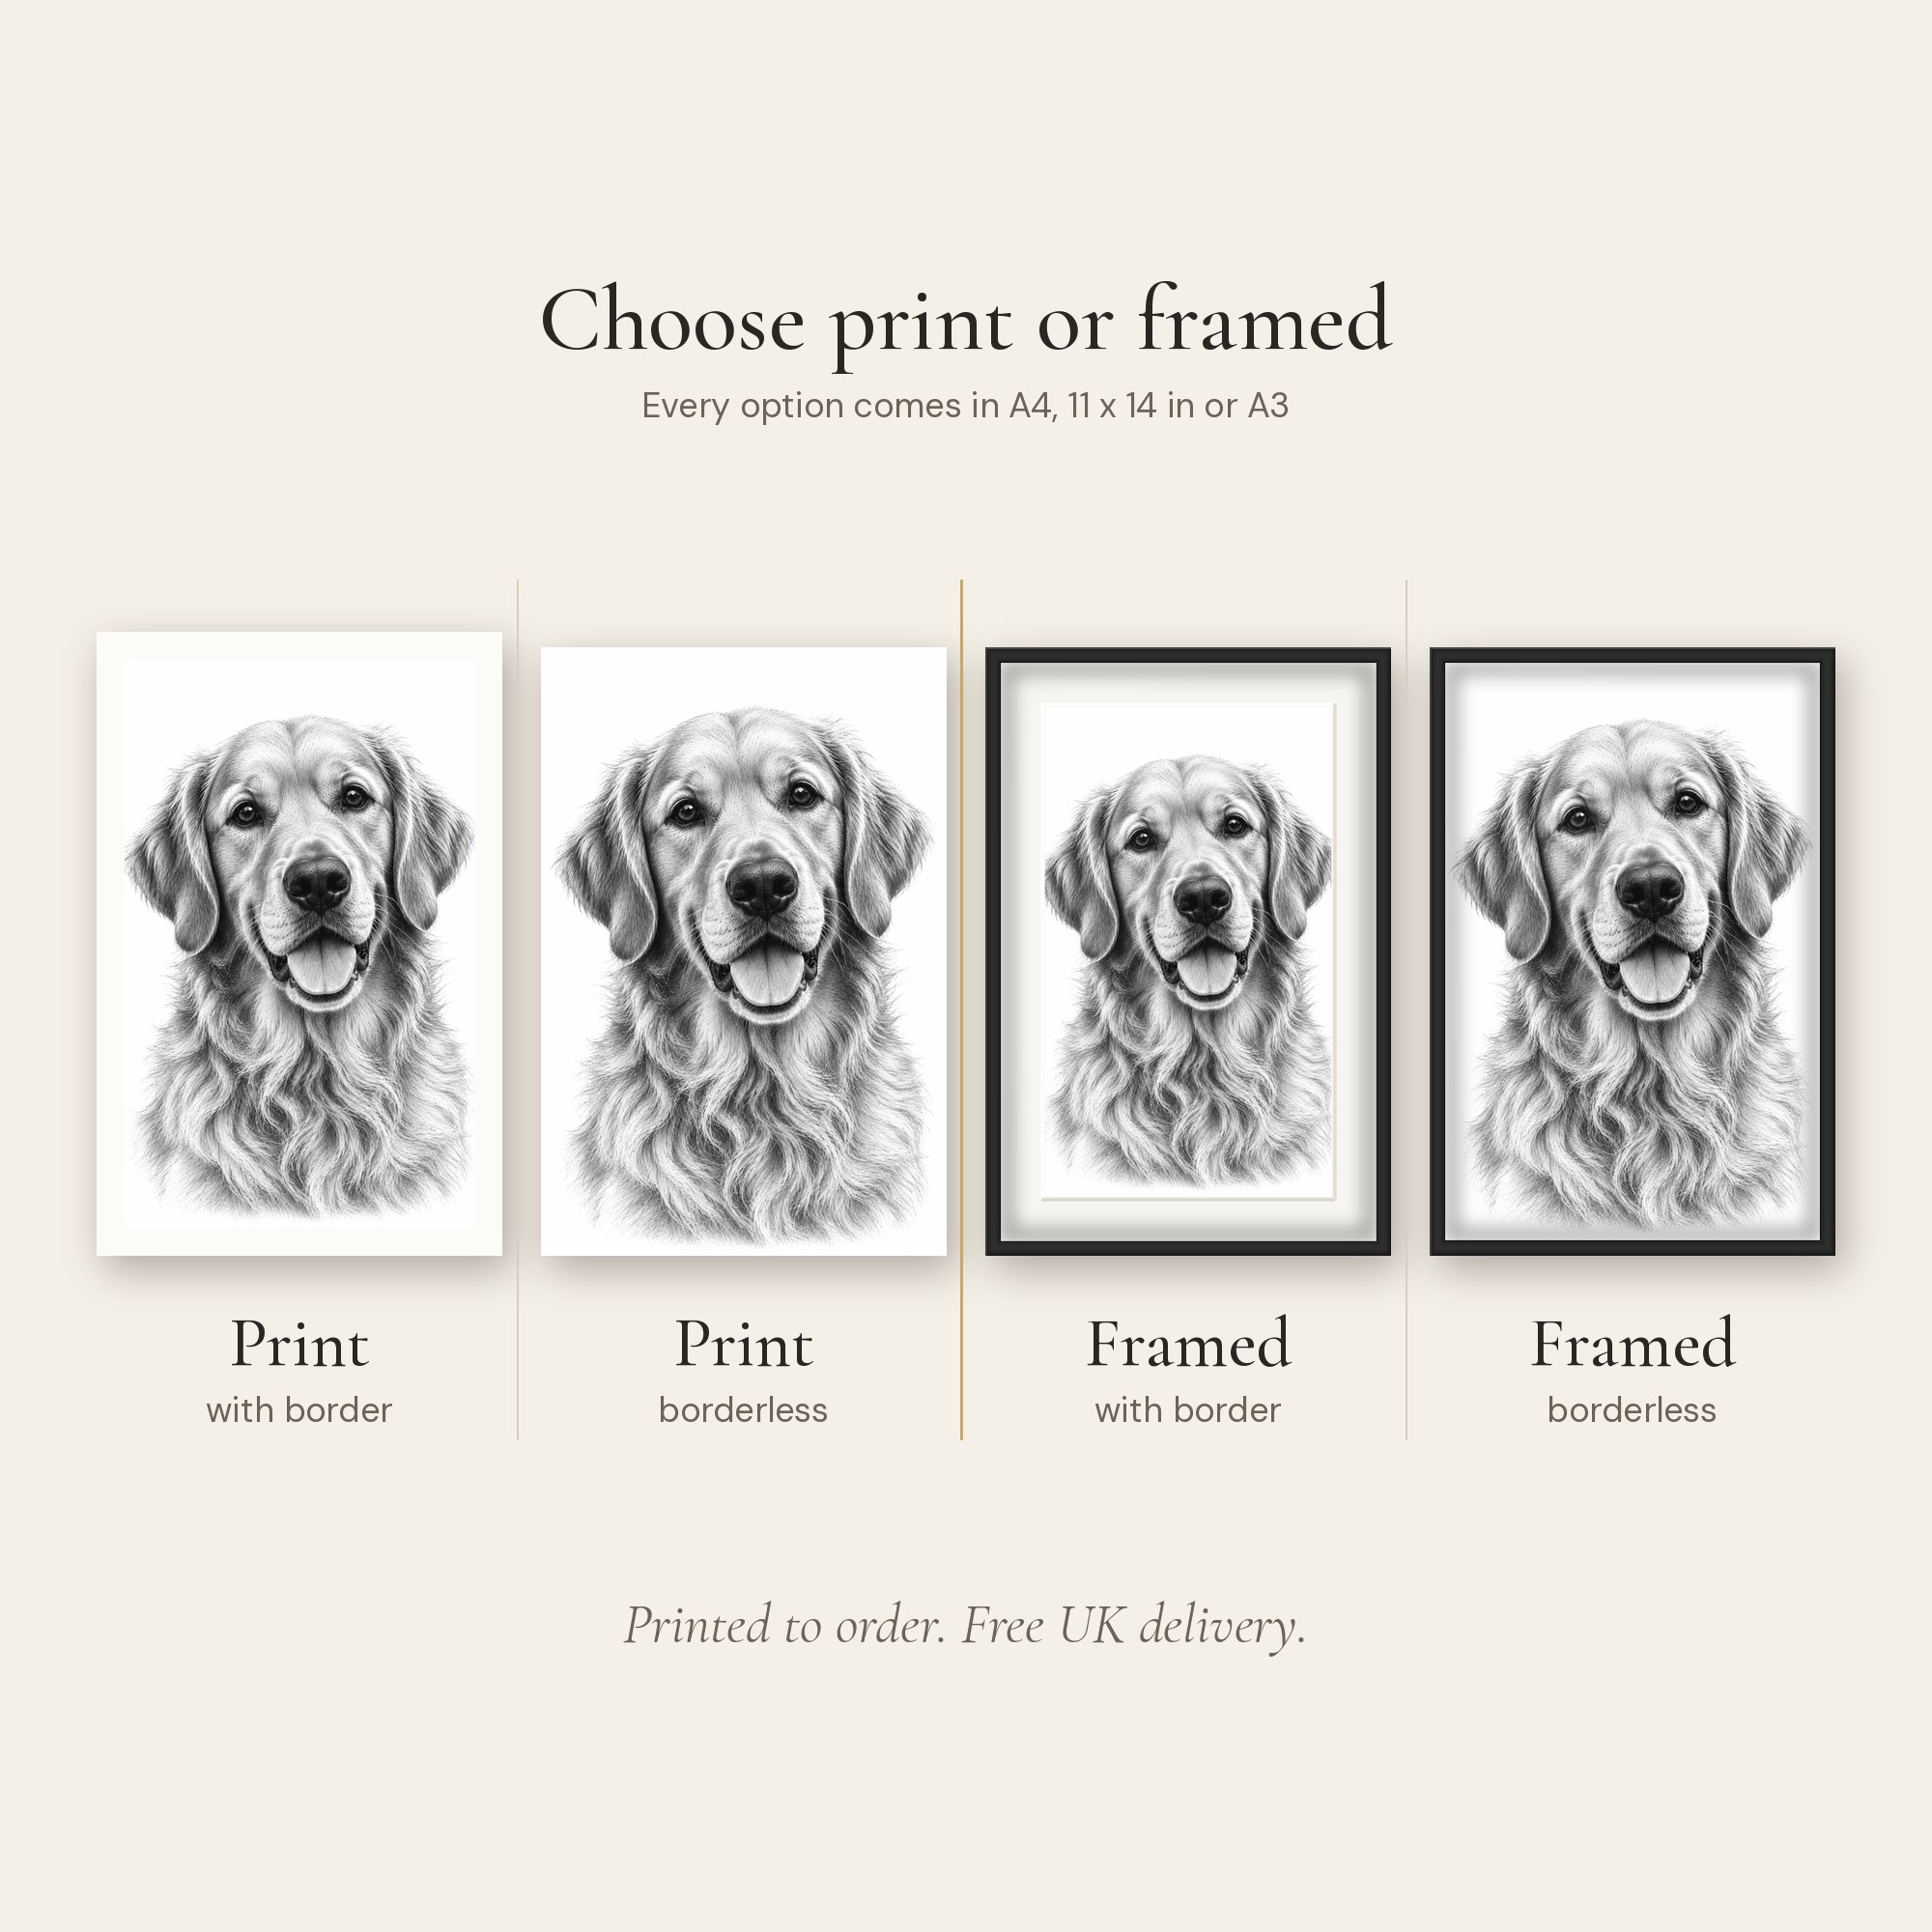 Choose print or framed
Every option comes in A4, 11 x 14 in or A3
Print
with border
Print
borderless
Framed
with border
Framed
borderless
Printed to order. Free UK delivery.